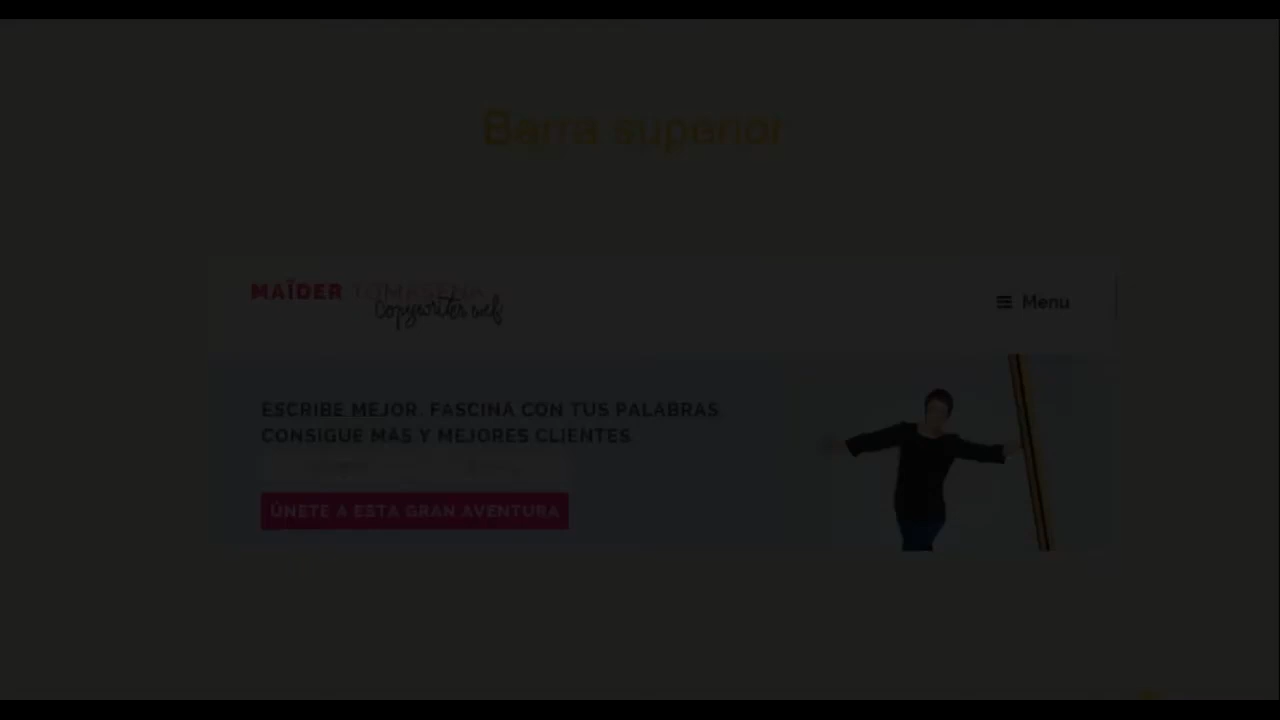 Barra superior
MAÏDER TOMASENA
Copywriter web
Menu
ESCRIBE MEJOR. FASCINA CON TUS PALABRAS.
CONSIGUE MÁS Y MEJORES CLIENTES.
ÚNETE A ESTA GRAN AVENTURA